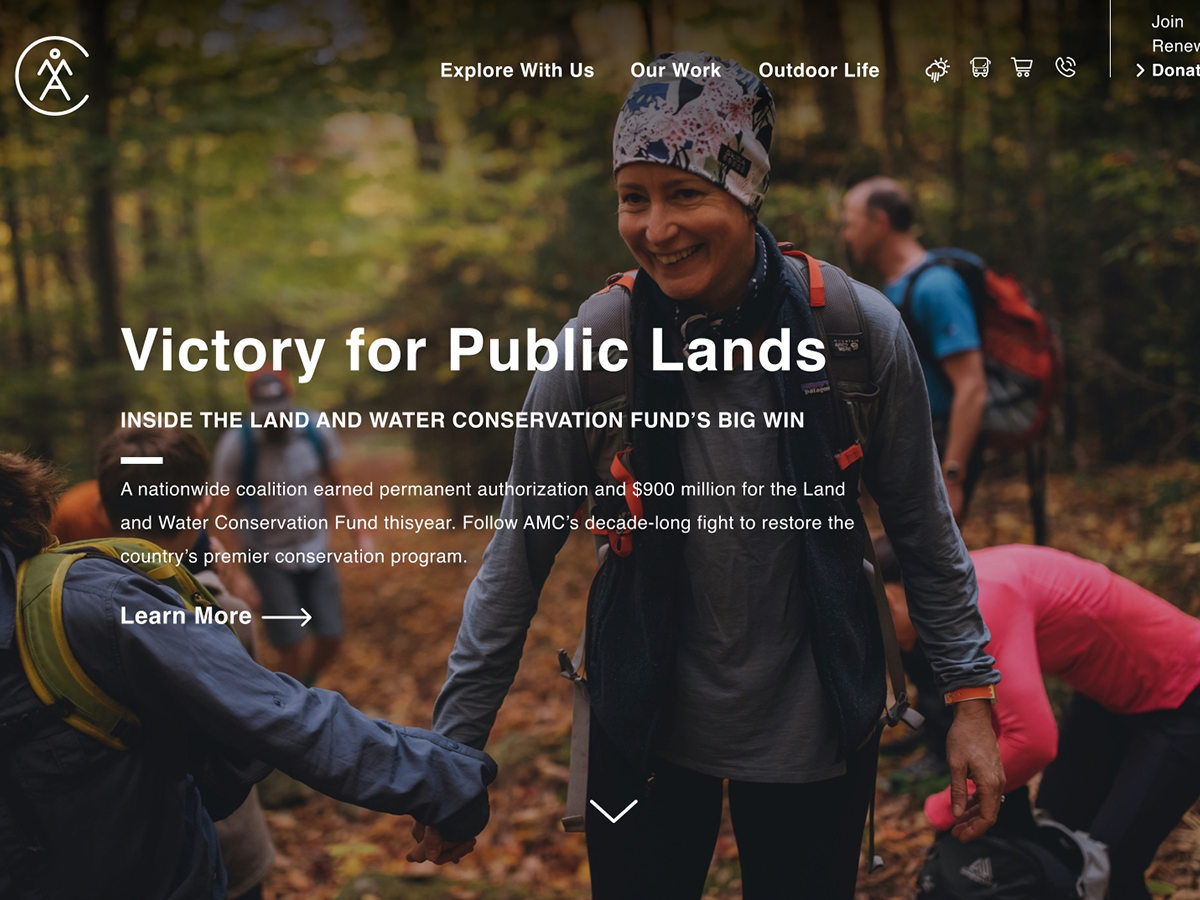 Join
Renew
Explore With Us Our Work Outdoor Life Donat
Victory for Public Lands
INSIDE THE LAND AND WATER CONSERVATION FUND’S BIG WIN
A nationwide coalition earned permanent authorization and $900 million for the Land
and Water Conservation Fund thisyear. Follow AMC’s decade-long fight to restore the
country’s premier conservation program.
Learn More
patagonia